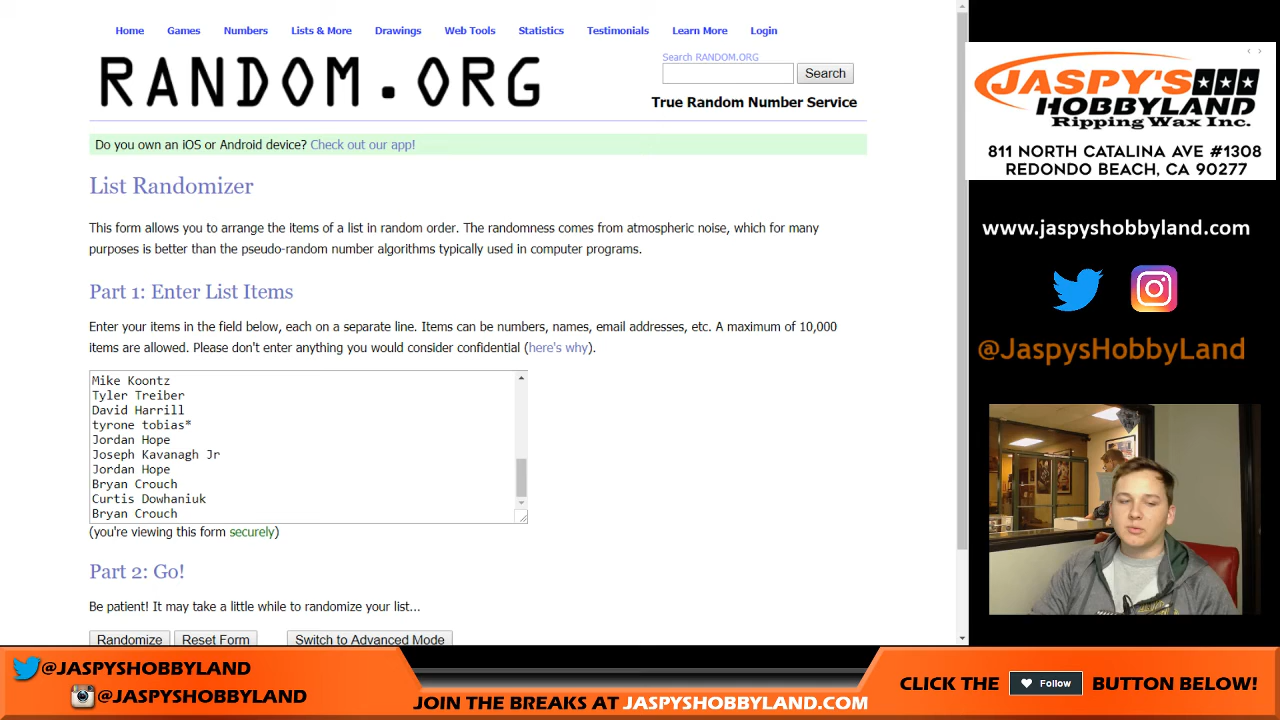 Home Games Numbers Lists & More Drawings Web Tools Statistics Testimonials Learn More Login
RANDOM.ORG
Search RANDOM.ORG
Search
True Random Number Service
Do you own an iOS or Android device? Check out our app!
List Randomizer
This form allows you to arrange the items of a list in random order. The randomness comes from atmospheric noise, which for many
purposes is better than the pseudo-random number algorithms typically used in computer programs.
Part 1: Enter List Items
Enter your items in the field below, each on a separate line. Items can be numbers, names, email addresses, etc. A maximum of 10,000
items are allowed. Please don't enter anything you would consider confidential (here's why).
Mike Koontz
Tyler Treiber
David Harrill
tyrone tobias*
Jordan Hope
Joseph Kavanagh Jr
Jordan Hope
Bryan Crouch
Curtis Dowhaniuk
Bryan Crouch
(you're viewing this form securely)
Part 2: Go!
Be patient! It may take a little while to randomize your list...
Randomize Reset Form Switch to Advanced Mode
JASPY'S
HOBBYLAND
Ripping Wax Inc.
811 NORTH CATALINA AVE #1308
REDONDO BEACH, CA 90277
www.jaspyshobbyland.com
@JaspysHobbyLand
@JASPYSHOBBYLAND
@JASPYSHOBBYLAND
JOIN THE BREAKS AT JASPYSHOBBYLAND.COM
CLICK THE Follow BUTTON BELOW!